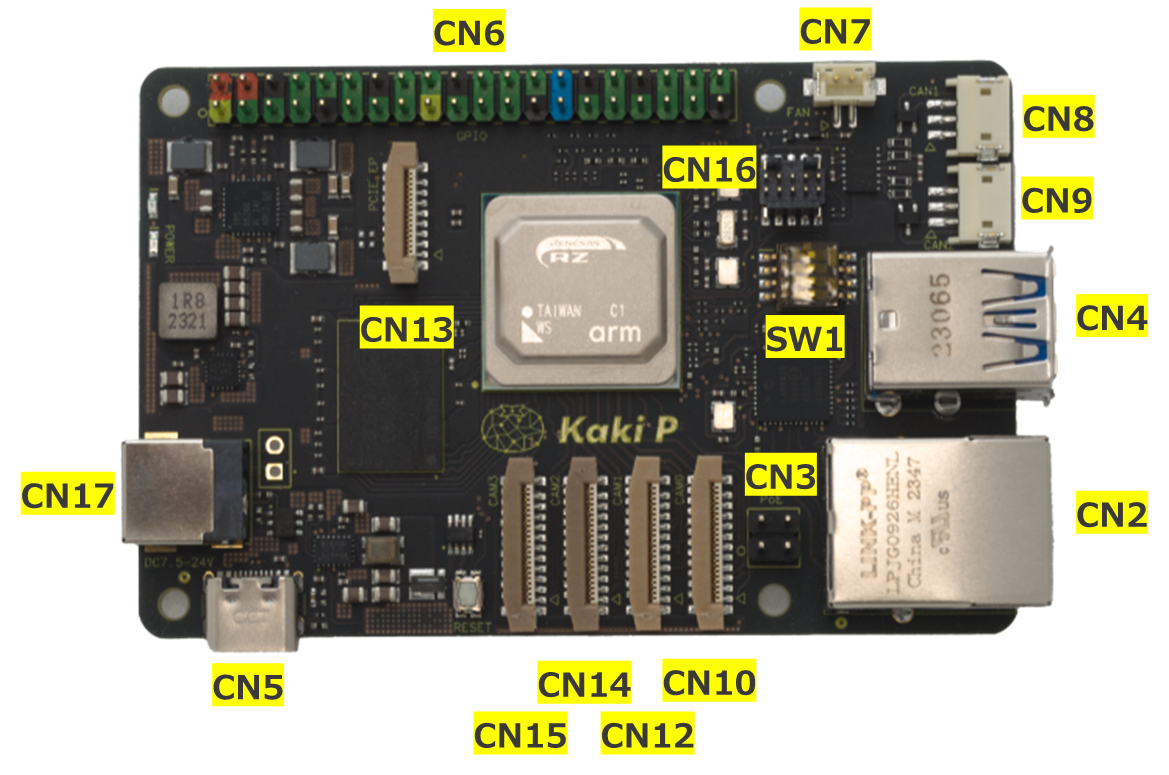 CN6
CN7
CAN1
CN8
FAN
GPIO
CN16
PCIE_EP
CN9
CAN2
POWER
RENESAS
RZ
1R8
2321
TAIWAN C1
WS
arm
23065
CN4
CN13
SW1
Kaki P
CN17
CN3
CAM3
CAM2
CAM1
CAM0
PoE
LINK-PP®
LPJG0926HENL
China M 2347
CN2
DC7.5-24V
RESET
CN5
CN14
CN10
CN15
CN12